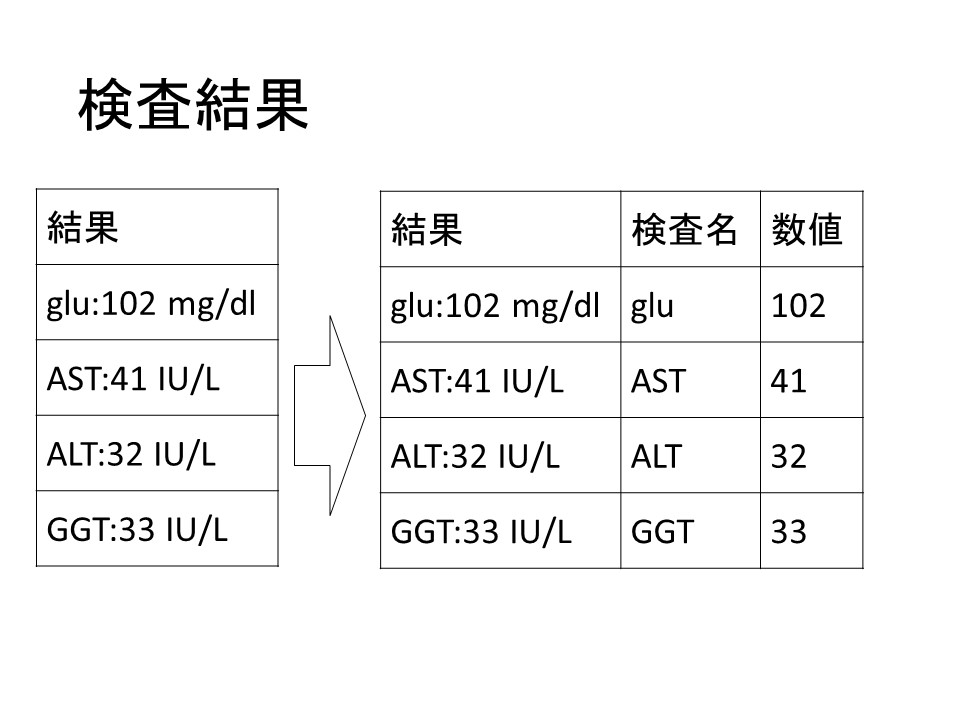 検査結果
結果
glu:102 mg/dl
AST:41 IU/L
ALT:32 IU/L
GGT:33 IU/L
結果 検査名 数値
glu:102 mg/dl glu 102
AST:41 IU/L AST 41
ALT:32 IU/L ALT 32
GGT:33 IU/L GGT 33